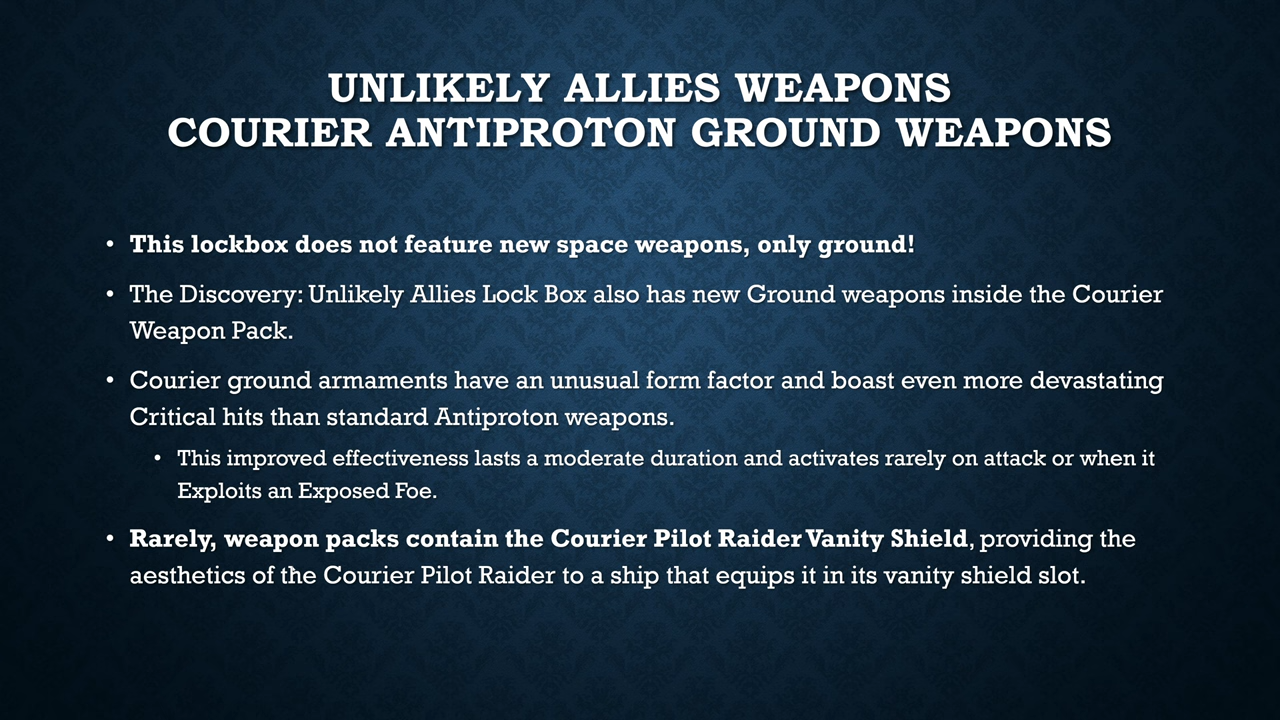 UNLIKELY ALLIES WEAPONS
COURIER ANTIPROTON GROUND WEAPONS
• This lockbox does not feature new space weapons, only ground!
• The Discovery: Unlikely Allies Lock Box also has new Ground weapons inside the Courier
Weapon Pack.
• Courier ground armaments have an unusual form factor and boast even more devastating
Critical hits than standard Antiproton weapons.
• This improved effectiveness lasts a moderate duration and activates rarely on attack or when it
Exploits an Exposed Foe.
• Rarely, weapon packs contain the Courier Pilot Raider Vanity Shield, providing the
aesthetics of the Courier Pilot Raider to a ship that equips it in its vanity shield slot.